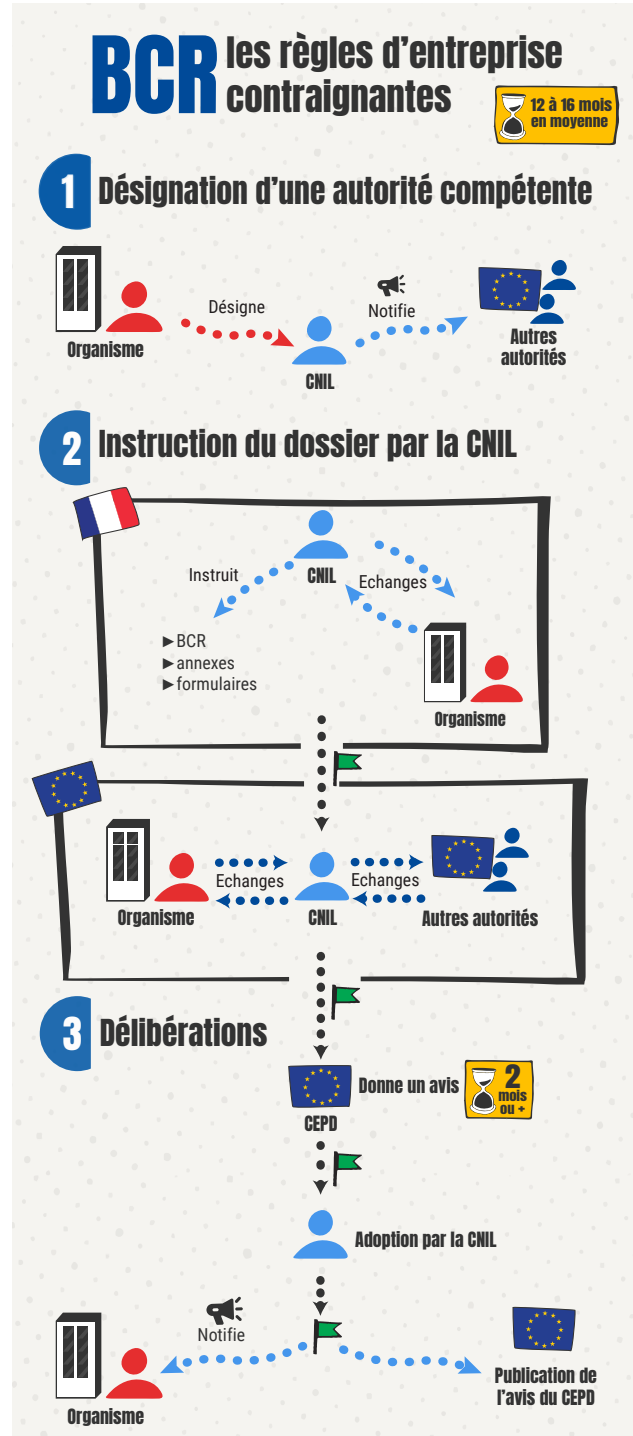 BCR les règles d’entreprise
contraignantes
12 à 16 mois
en moyenne
1 Désignation d’une autorité compétente
Désigne
Notifie
Organisme
CNIL
Autres
autorités
2 Instruction du dossier par la CNIL
CNIL
Instruit
Echanges
►BCR
►annexes
►formulaires
Organisme
Echanges
Echanges
Organisme
CNIL
Autres autorités
3 Délibérations
Donne un avis
2
mois
ou +
CEPD
Adoption par la CNIL
Notifie
Organisme
Publication de
l’avis du CEPD